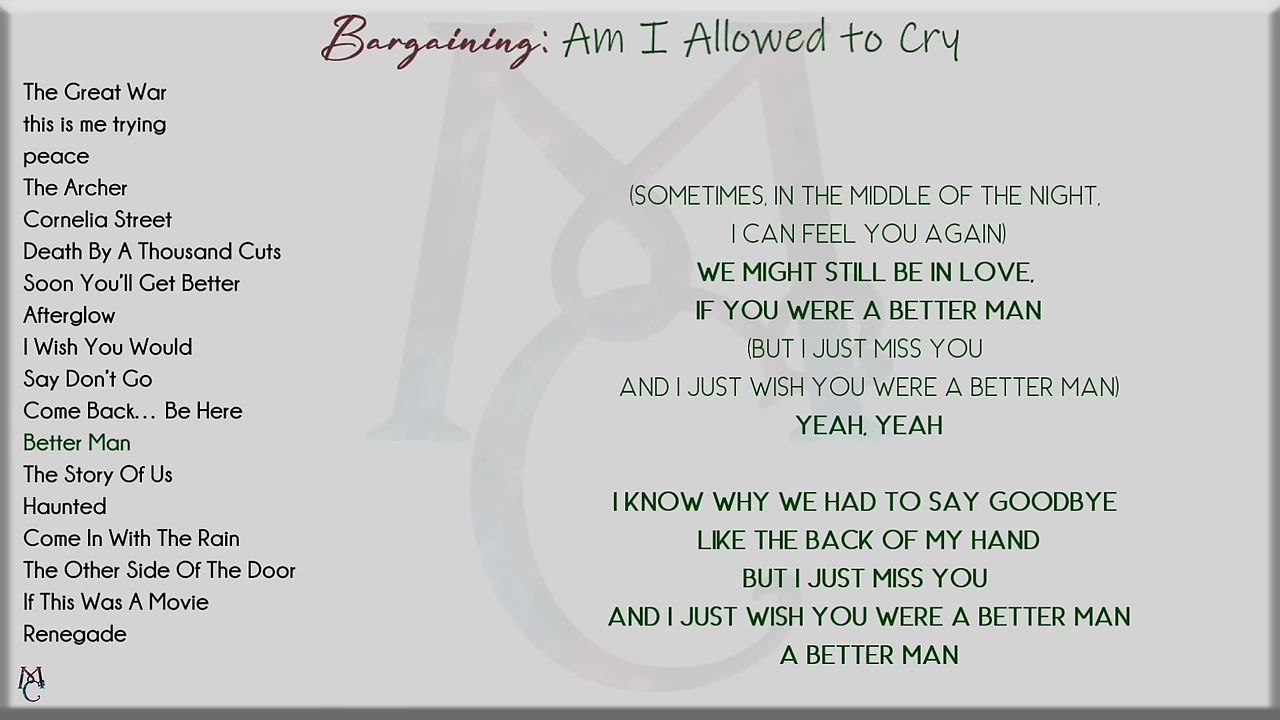 Bargaining: Am I Allowed to Cry
The Great War
this is me trying
peace
The Archer
Cornelia Street
Death By A Thousand Cuts
Soon You'll Get Better
Afterglow
I Wish You Would
Say Don't Go
Come Back... Be Here
Better Man
The Story Of Us
Haunted
Come In With The Rain
The Other Side Of The Door
If This Was A Movie
Renegade
(SOMETIMES, IN THE MIDDLE OF THE NIGHT,
I CAN FEEL YOU AGAIN)
WE MIGHT STILL BE IN LOVE,
IF YOU WERE A BETTER MAN
(BUT I JUST MISS YOU
AND I JUST WISH YOU WERE A BETTER MAN)
YEAH, YEAH
I KNOW WHY WE HAD TO SAY GOODBYE
LIKE THE BACK OF MY HAND
BUT I JUST MISS YOU
AND I JUST WISH YOU WERE A BETTER MAN
A BETTER MAN